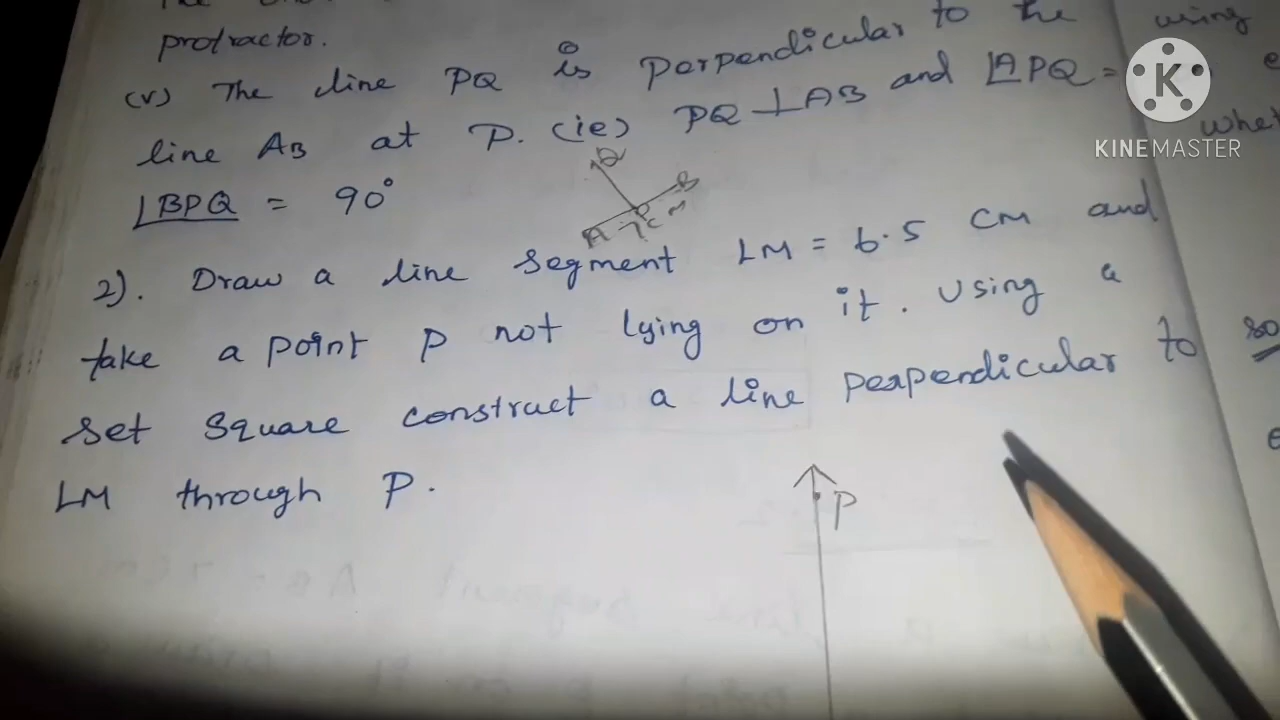 protractor.
(v) The line PQ is perpendicular to the
line AB at P. (ie) PQ ⊥ AB and ∠APQ =
∠BPQ = 90°
Q
B
P
A 7cm
2). Draw a line segment LM = 6.5 CM and
take a point P not lying on it. Using a
set square construct a line perpendicular to
LM through P.
P
using
K
KINEMASTER